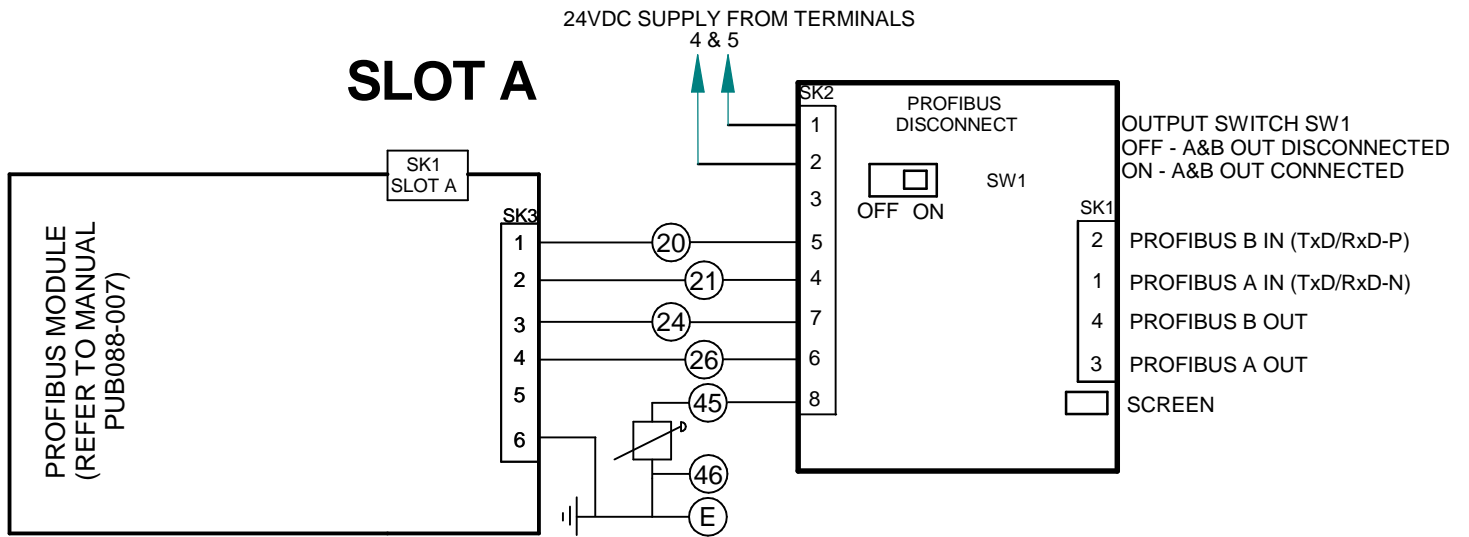 24VDC SUPPLY FROM TERMINALS
4 & 5
SLOT A
SK1
SLOT A
PROFIBUS MODULE
(REFER TO MANUAL
PUB088-007)
SK3
1
2
3
4
5
6
20
21
24
26
45
46
E
SK2
1
2
3
5
4
7
6
8
PROFIBUS
DISCONNECT
SW1
OFF ON
OUTPUT SWITCH SW1
OFF - A&B OUT DISCONNECTED
ON - A&B OUT CONNECTED
SK1
2 PROFIBUS B IN (TxD/RxD-P)
1 PROFIBUS A IN (TxD/RxD-N)
4 PROFIBUS B OUT
3 PROFIBUS A OUT
SCREEN